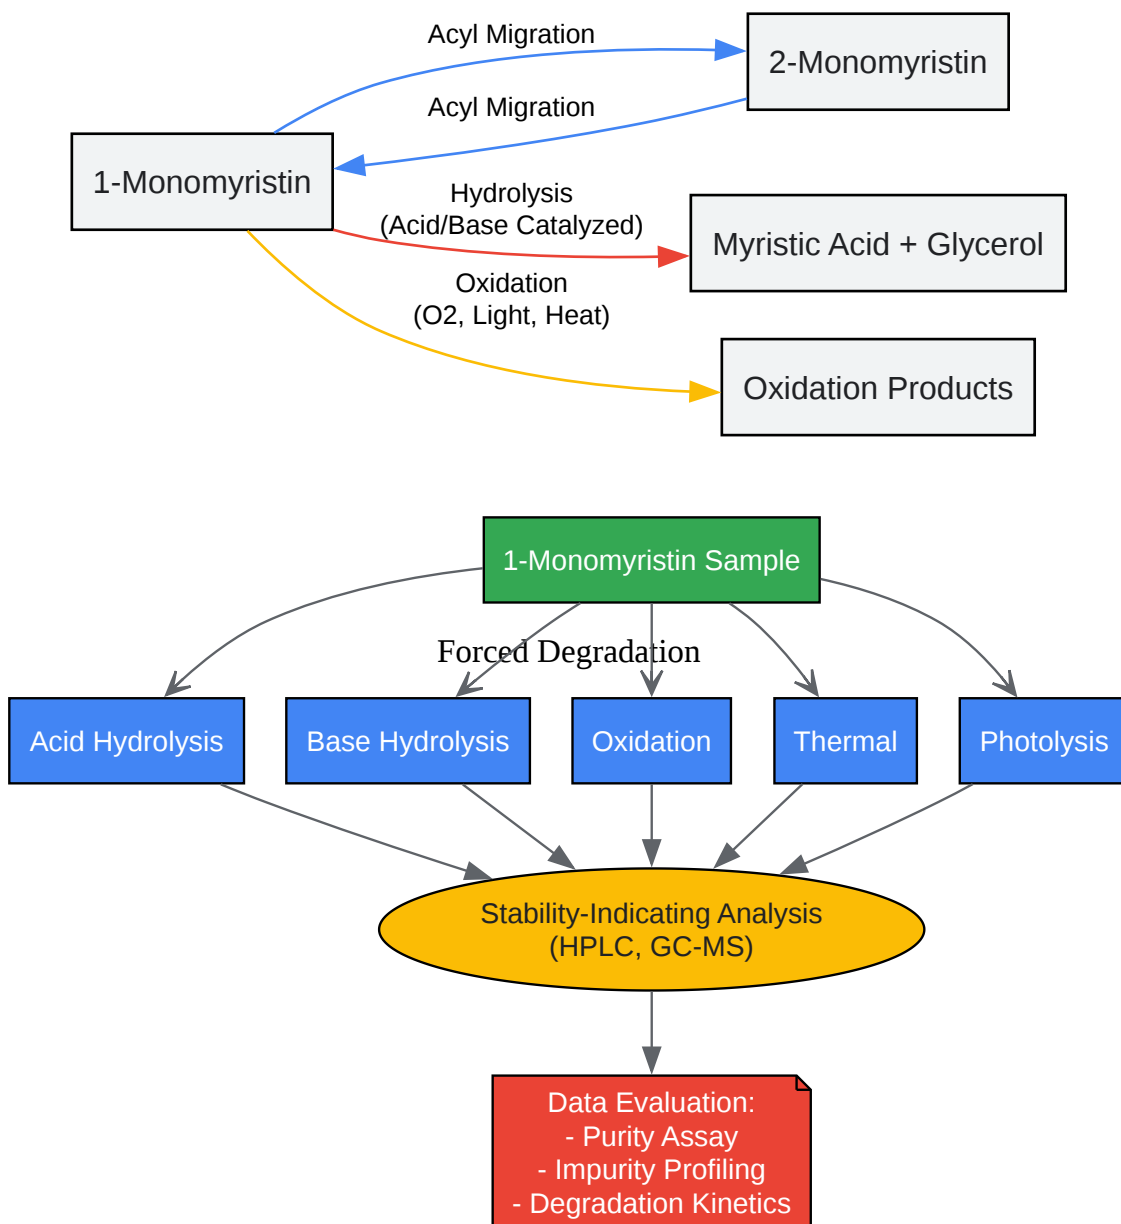 Acyl Migration
2-Monomyristin
Acyl Migration
1-Monomyristin
Hydrolysis
(Acid/Base Catalyzed)
Myristic Acid + Glycerol
Oxidation
(O2, Light, Heat)
Oxidation Products
1-Monomyristin Sample
Forced Degradation
Acid Hydrolysis
Base Hydrolysis
Oxidation
Thermal
Photolysis
Stability-Indicating Analysis
(HPLC, GC-MS)
Data Evaluation:
- Purity Assay
- Impurity Profiling
- Degradation Kinetics